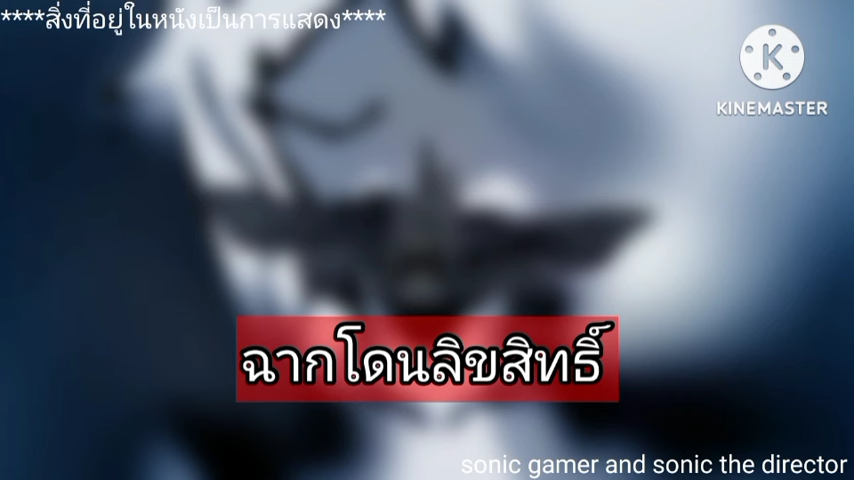 ****สิ่งที่อยู่ในหนังเป็นการแสดง****
KINEMASTER
ฉากโดนลิขสิทธิ์
sonic gamer and sonic the director